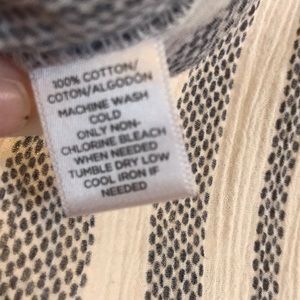 100% COTTON/
COTON/ALGODÓN
MACHINE WASH
COLD
ONLY NON-
CHLORINE BLEACH
WHEN NEEDED
TUMBLE DRY LOW
COOL IRON IF
NEEDED